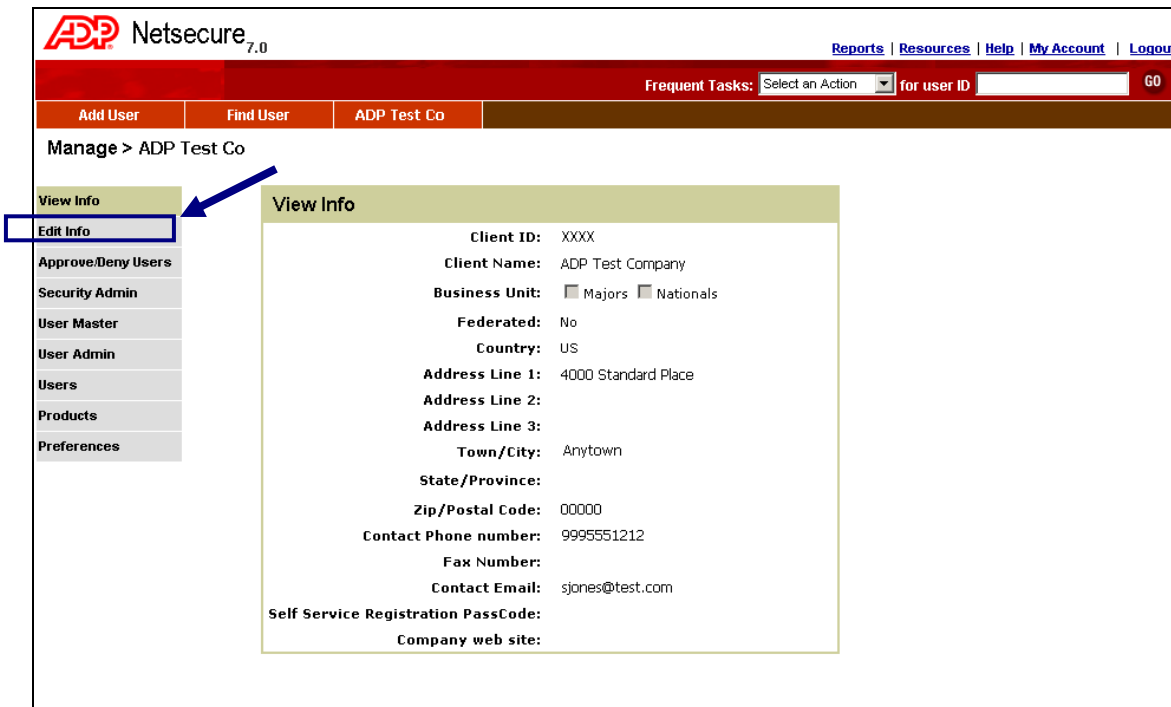 ADP Netsecure 7.0
Reports | Resources | Help | My Account | Logou
Frequent Tasks: Select an Action for user ID GO
Add User Find User ADP Test Co
Manage > ADP Test Co
View Info
Edit Info
Approve/Deny Users
Security Admin
User Master
User Admin
Users
Products
Preferences
View Info
Client ID: XXXX
Client Name: ADP Test Company
Business Unit: Majors Nationals
Federated: No
Country: US
Address Line 1: 4000 Standard Place
Address Line 2:
Address Line 3:
Town/City: Anytown
State/Province:
Zip/Postal Code: 00000
Contact Phone number: 9995551212
Fax Number:
Contact Email: sjones@test.com
Self Service Registration PassCode:
Company web site: